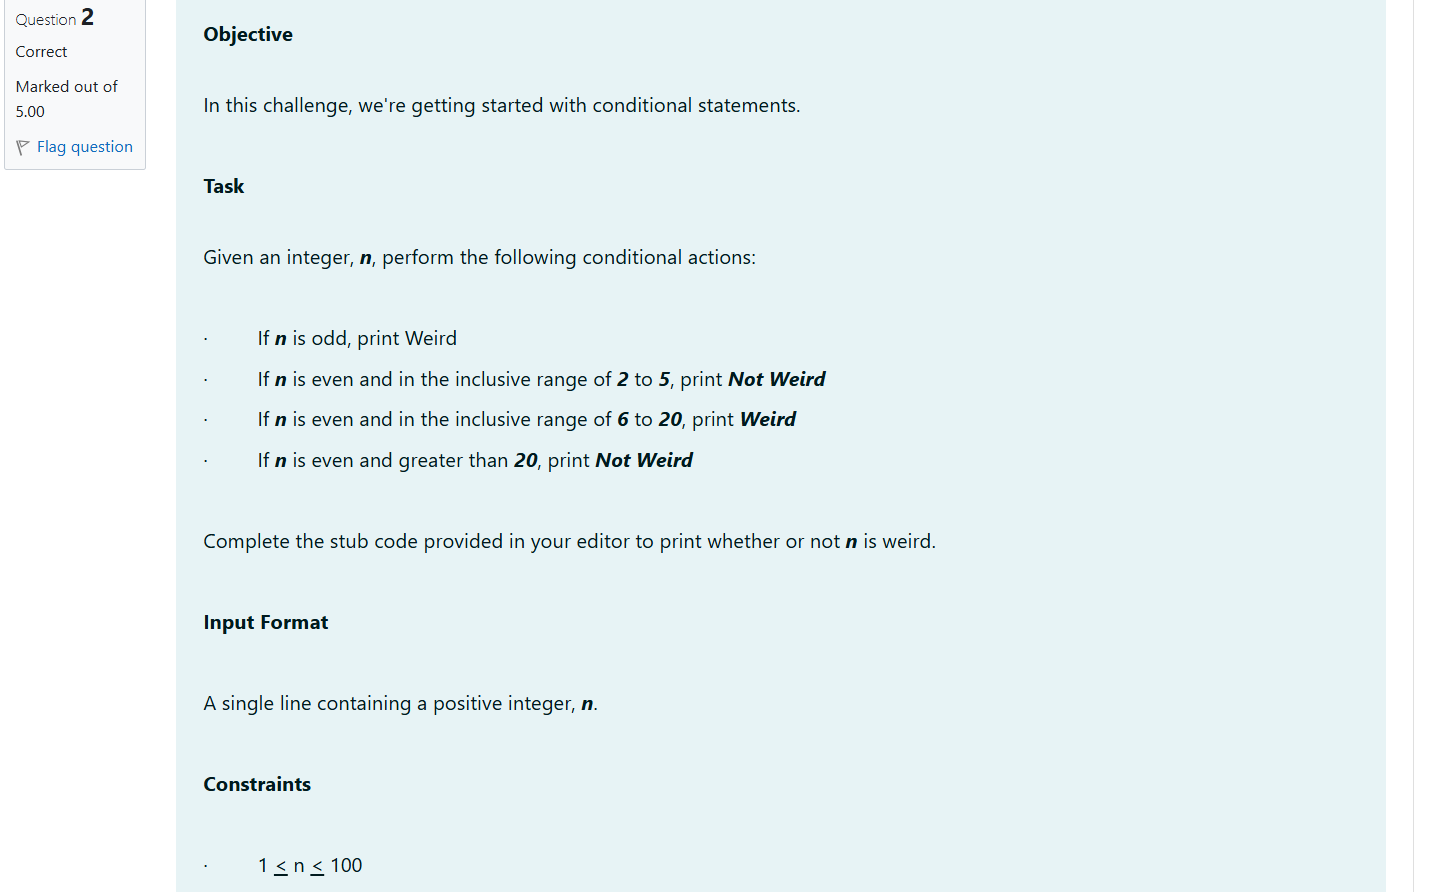 Question 2
Correct
Marked out of
5.00
Flag question
Objective
In this challenge, we're getting started with conditional statements.
Task
Given an integer, n, perform the following conditional actions:
· If n is odd, print Weird
· If n is even and in the inclusive range of 2 to 5, print Not Weird
· If n is even and in the inclusive range of 6 to 20, print Weird
· If n is even and greater than 20, print Not Weird
Complete the stub code provided in your editor to print whether or not n is weird.
Input Format
A single line containing a positive integer, n.
Constraints
· 1 < n < 100